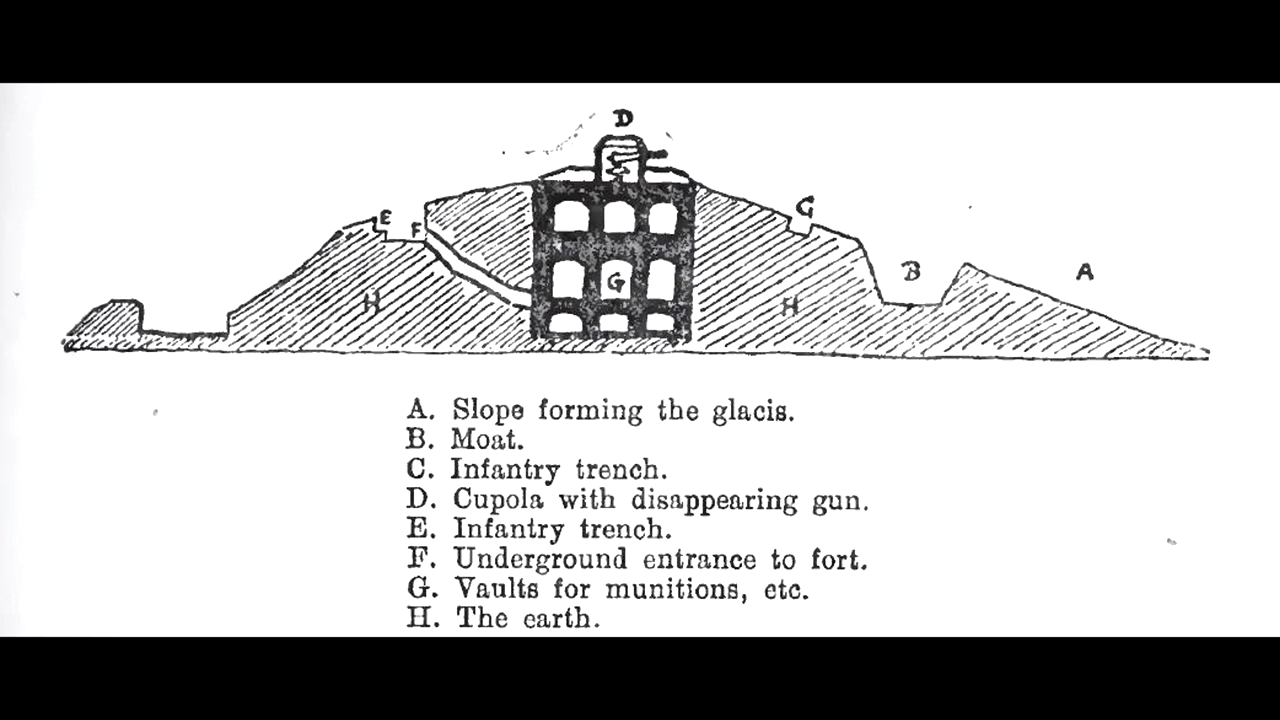 D
E
F
G
B
A
G
H
H
A. Slope forming the glacis.
B. Moat.
C. Infantry trench.
D. Cupola with disappearing gun.
E. Infantry trench.
F. Underground entrance to fort.
G. Vaults for munitions, etc.
H. The earth.